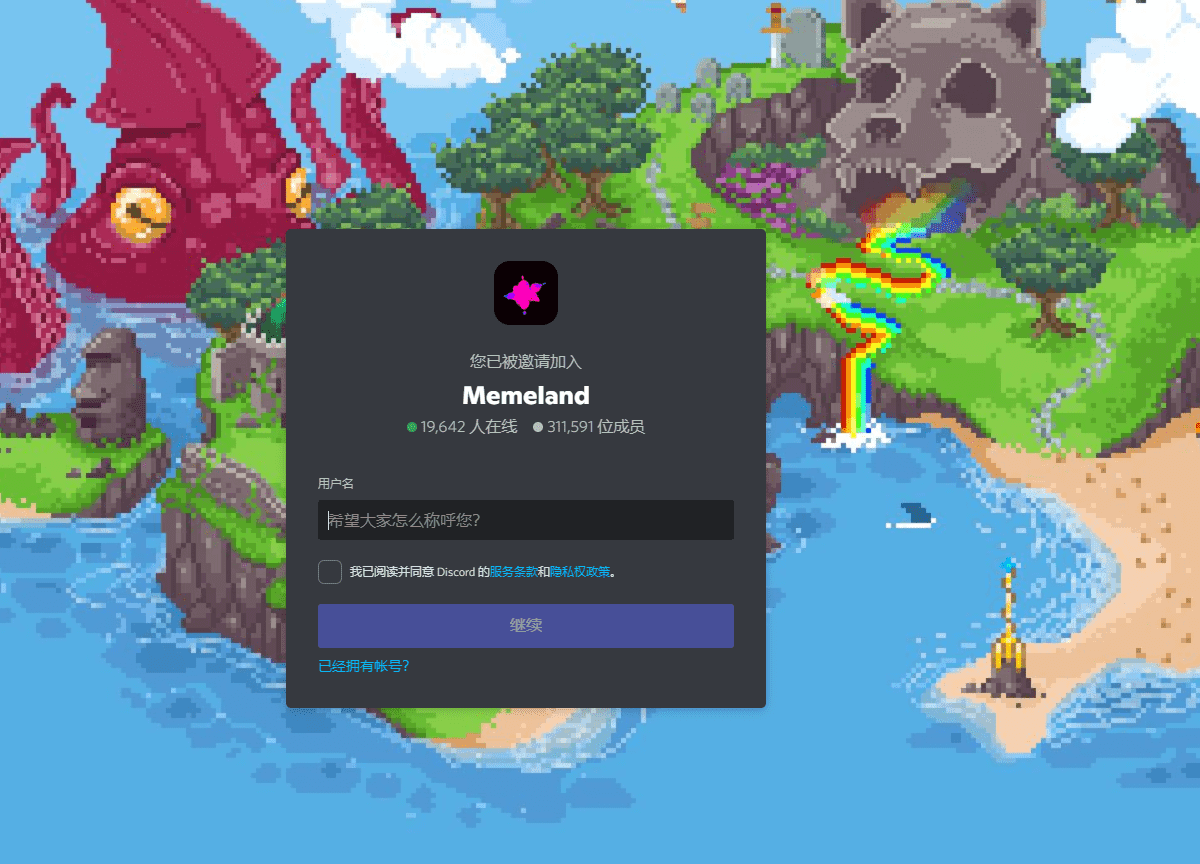 您已被邀请加入
Memeland
19,642 人在线 311,591 位成员
用户名
希望大家怎么称呼您?
我已阅读并同意 Discord 的服务条款和隐私权政策。
继续
已经拥有帐号?